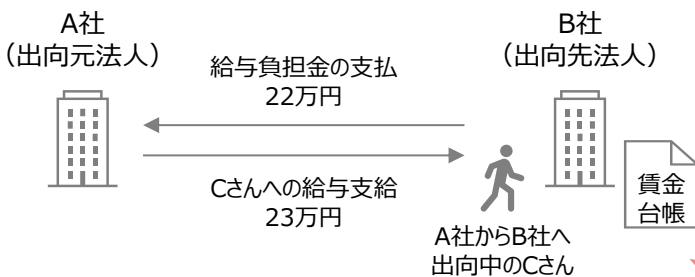 A社
(出向元法人)
B社
(出向先法人)
給与負担金の支払
22万円
Cさんへの給与支給
23万円
A社からB社へ
出向中のCさん
賃金
台帳